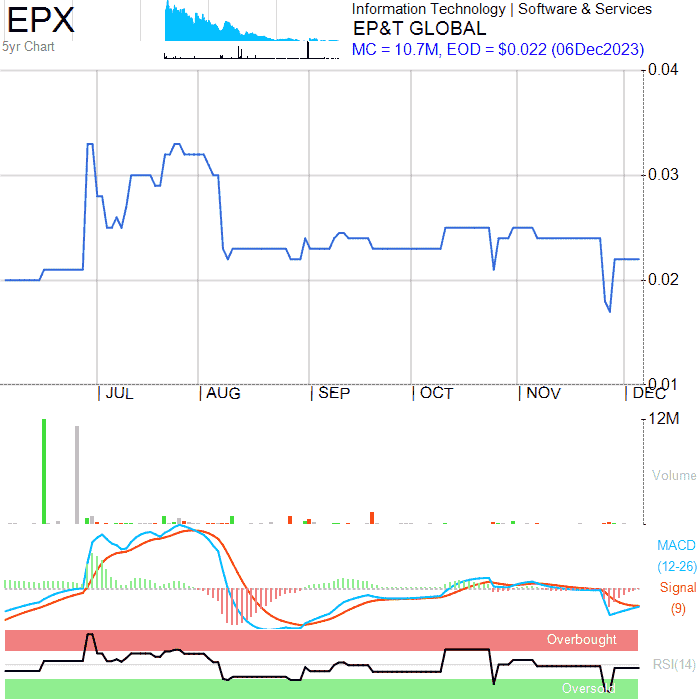 EPX
5yr Chart
Information Technology | Software & Services
EP&T GLOBAL
MC = 10.7M, EOD = $0.022 (06Dec2023)
0.04
0.03
0.02
0.01
| JUL
| AUG
| SEP
| OCT
| NOV
| DEC
12M
Volume
MACD
(12-26)
Signal
(9)
Overbought
RSI(14)
Oversold